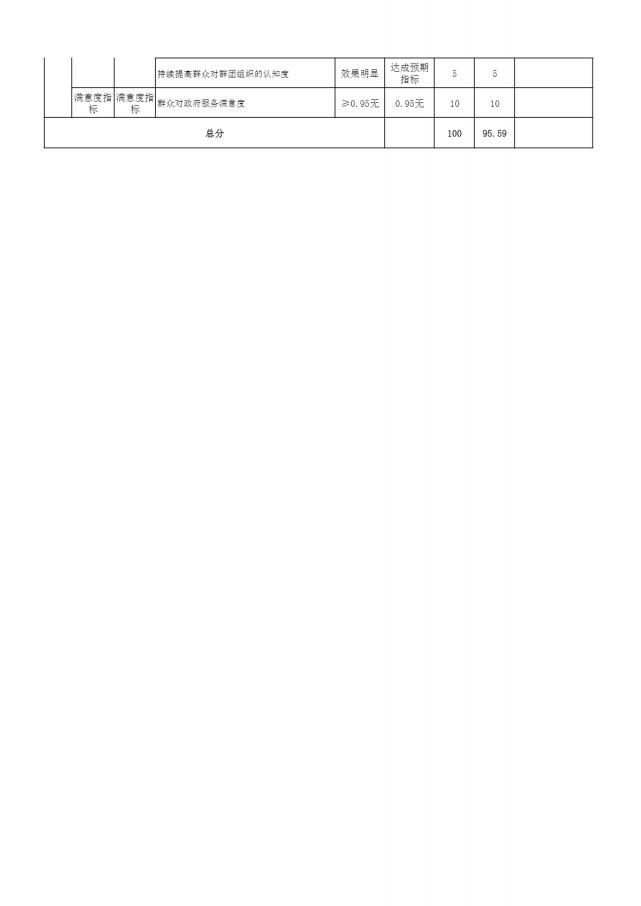 持续提高群众对群团组织的认知度 效果明显 达成预期指标 5 5
满意度指标 满意度指标 群众对政府服务满意度 ≥0.95无 0.95无 10 10
总分 100 95.59